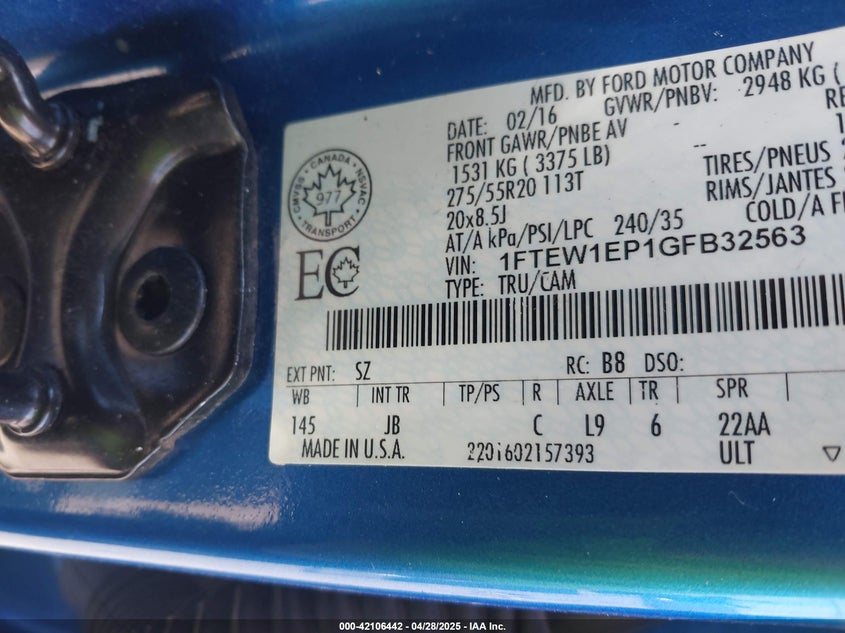 MFD. BY FORD MOTOR COMPANY
DATE: 02/16 GVWR/PNBV: 2948 KG (
FRONT GAWR/PNBE AV -- RE
1531 KG ( 3375 LB)
275/55R20 113T -- TIRES/PNEUS
20x8.5J RIMS/JANTES
AT/A kPa/PSI/LPC 240/35 COLD/A F
VIN: 1FTEW1EP1GFB32563
TYPE: TRU/CAM
CANADA
CMVSS NSVAC
977
TRANSPORT
EC
EXT PNT: SZ RC: B8 DSO:
WB INT TR TP/PS R AXLE TR SPR
145 JB C L9 6 22AA
MADE IN U.S.A. 2201602157393 ULT
000-42106442 - 04/28/2025 - IAA Inc.